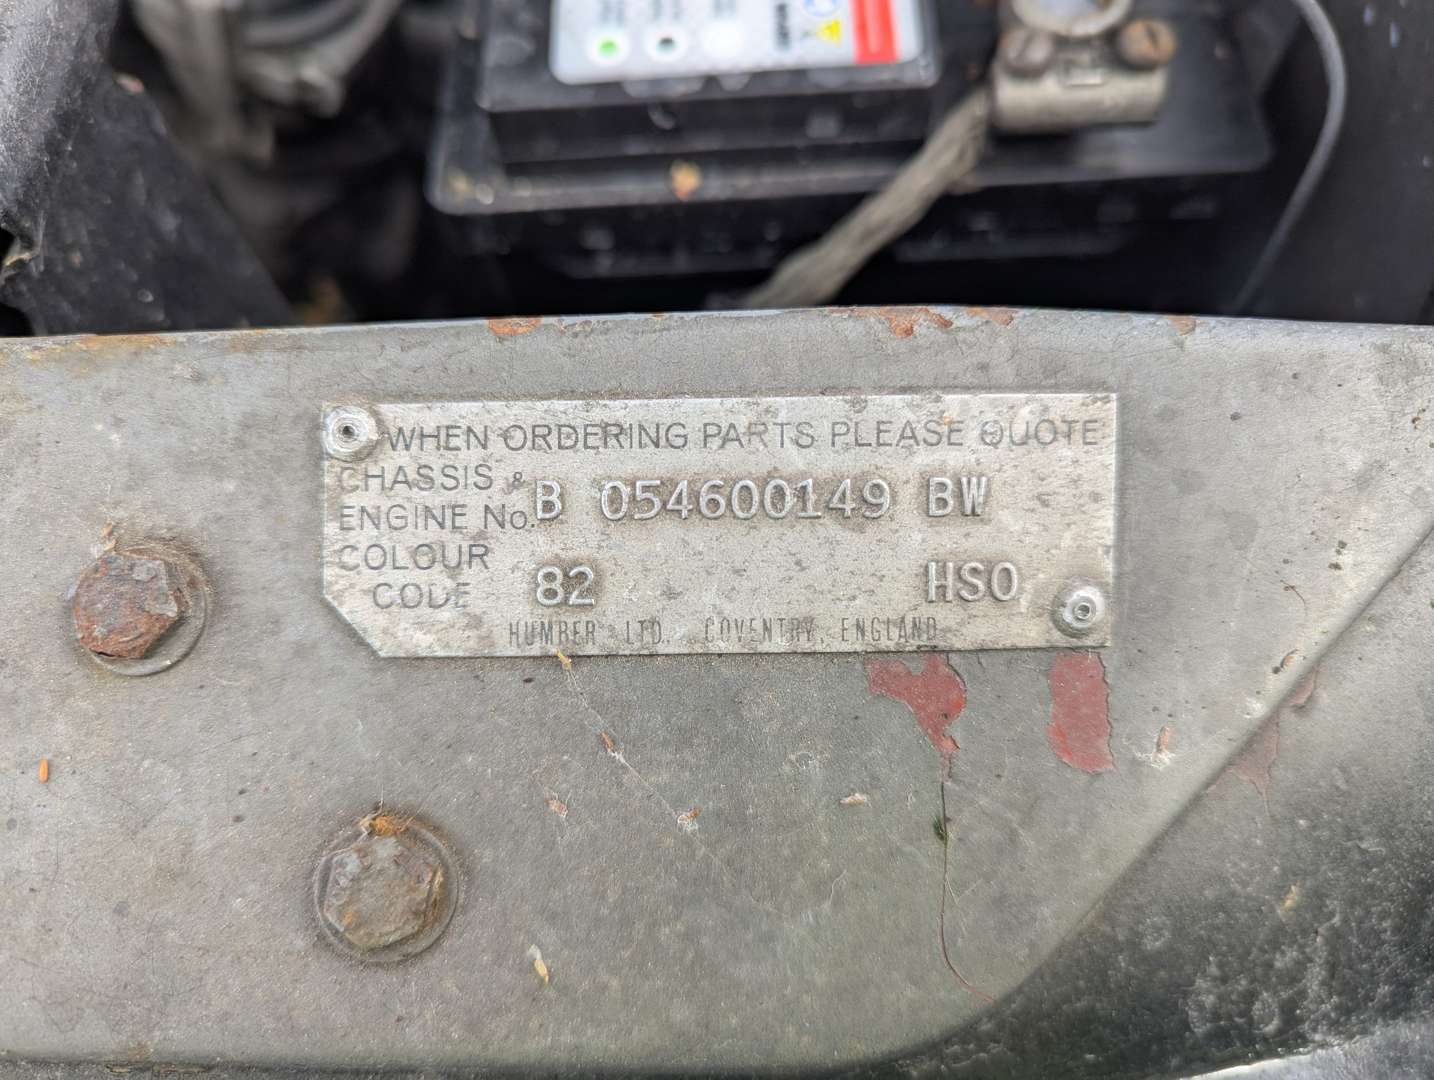 WHEN ORDERING PARTS PLEASE QUOTE
CHASSIS &
ENGINE No. B 054600149 BW
COLOUR
CODE 82 HSO
HUMBER LTD. COVENTRY, ENGLAND